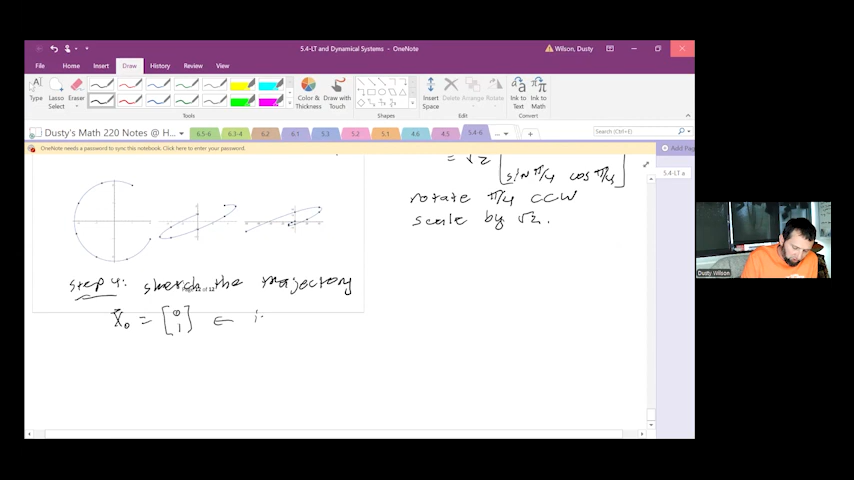 5.4-LT and Dynamical Systems - OneNote
Wilson, Dusty
File Home Insert Draw History Review View
Type Lasso Select Eraser Color & Thickness Draw with Touch Insert Space Delete Arrange Rotate Ink to Text Ink to Math
Tools Shapes Edit Convert
Dusty's Math 220 Notes @ H... 6.5-6 6.3-4 6.2 6.1 5.3 5.2 5.1 4.6 4.5 5.4-6 ... + Search (Ctrl+E)
OneNote needs a password to sync this notebook. Click here to enter your password.
Add Pag
5.4-LT a
= √2 [ sin π/4 cos π/4 ]
rotate π/4 CCW
scale by √2.
step 4: sketch the trajectory
x⃗₀ = [0 1] ←
Dusty Wilson